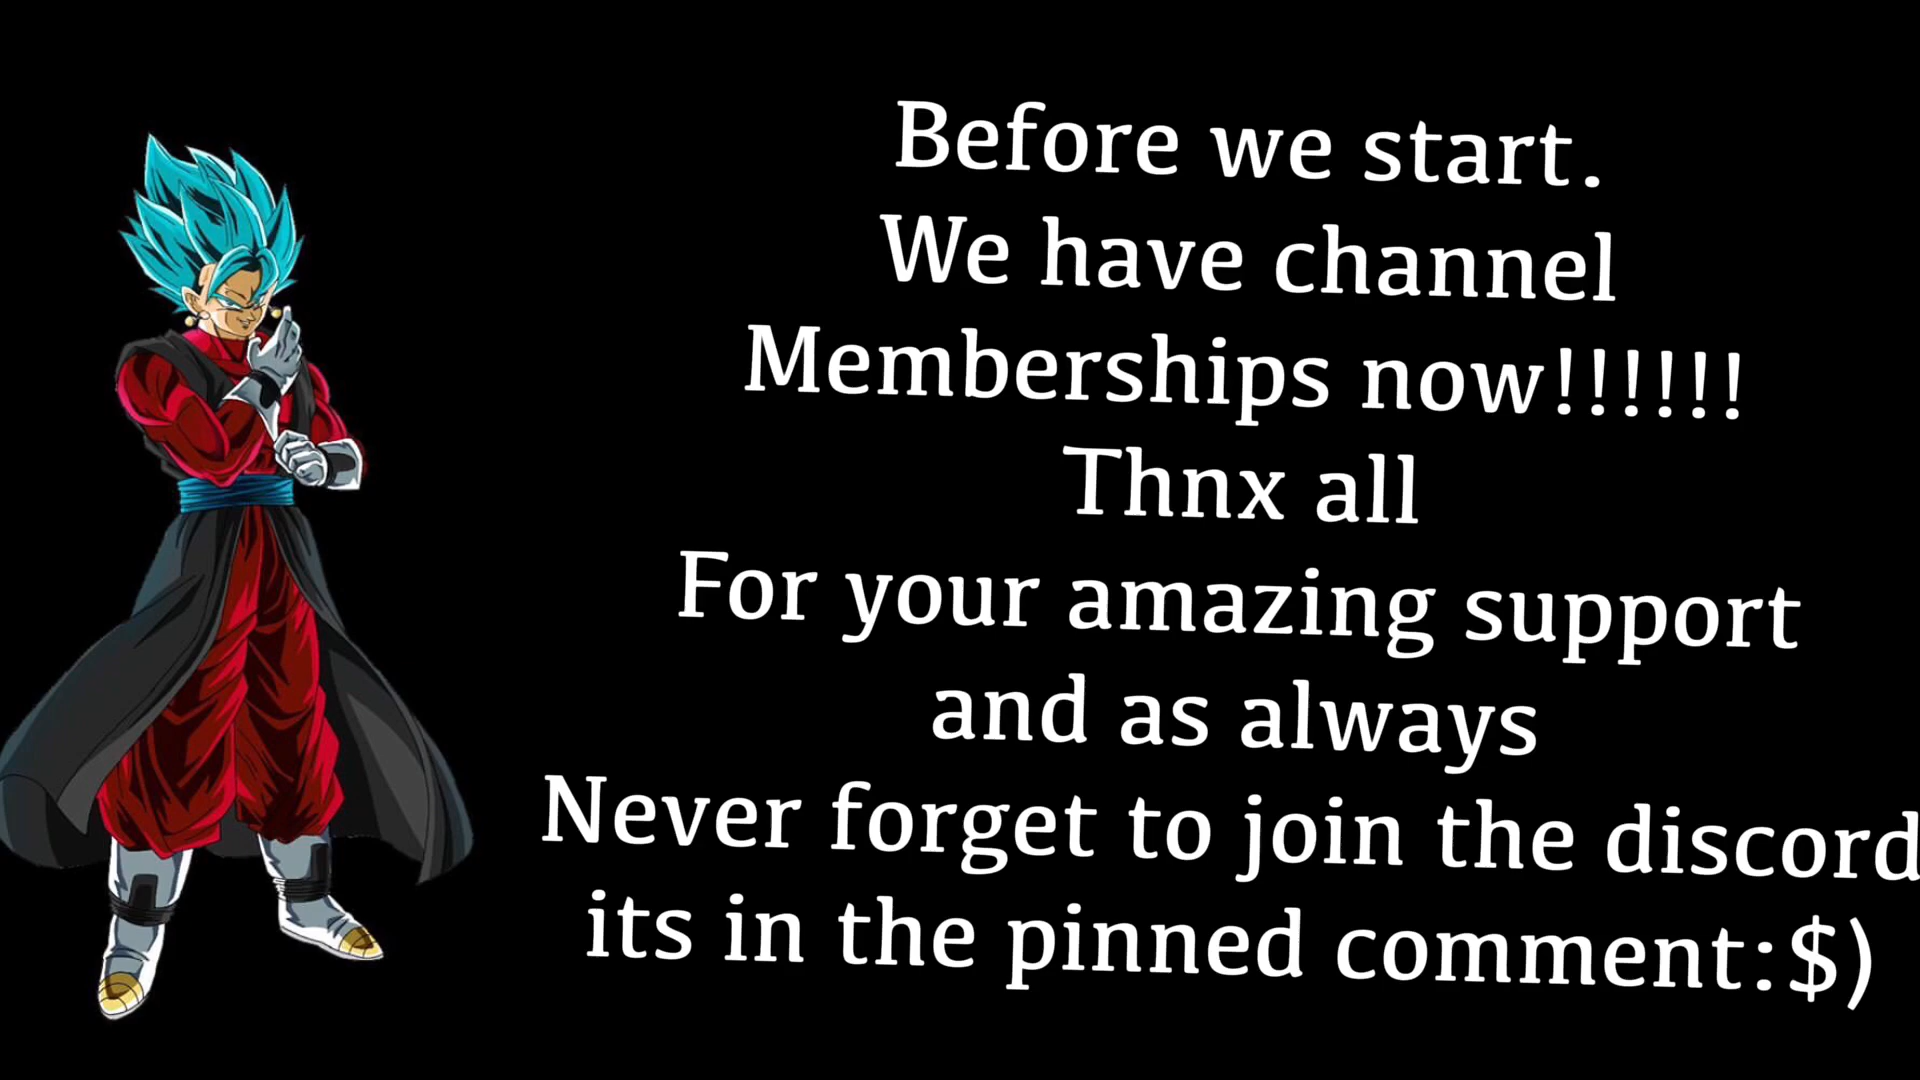 Before we start.
We have channel
Memberships now!!!!!!
Thnx all
For your amazing support
and as always
Never forget to join the discord
its in the pinned comment:$)